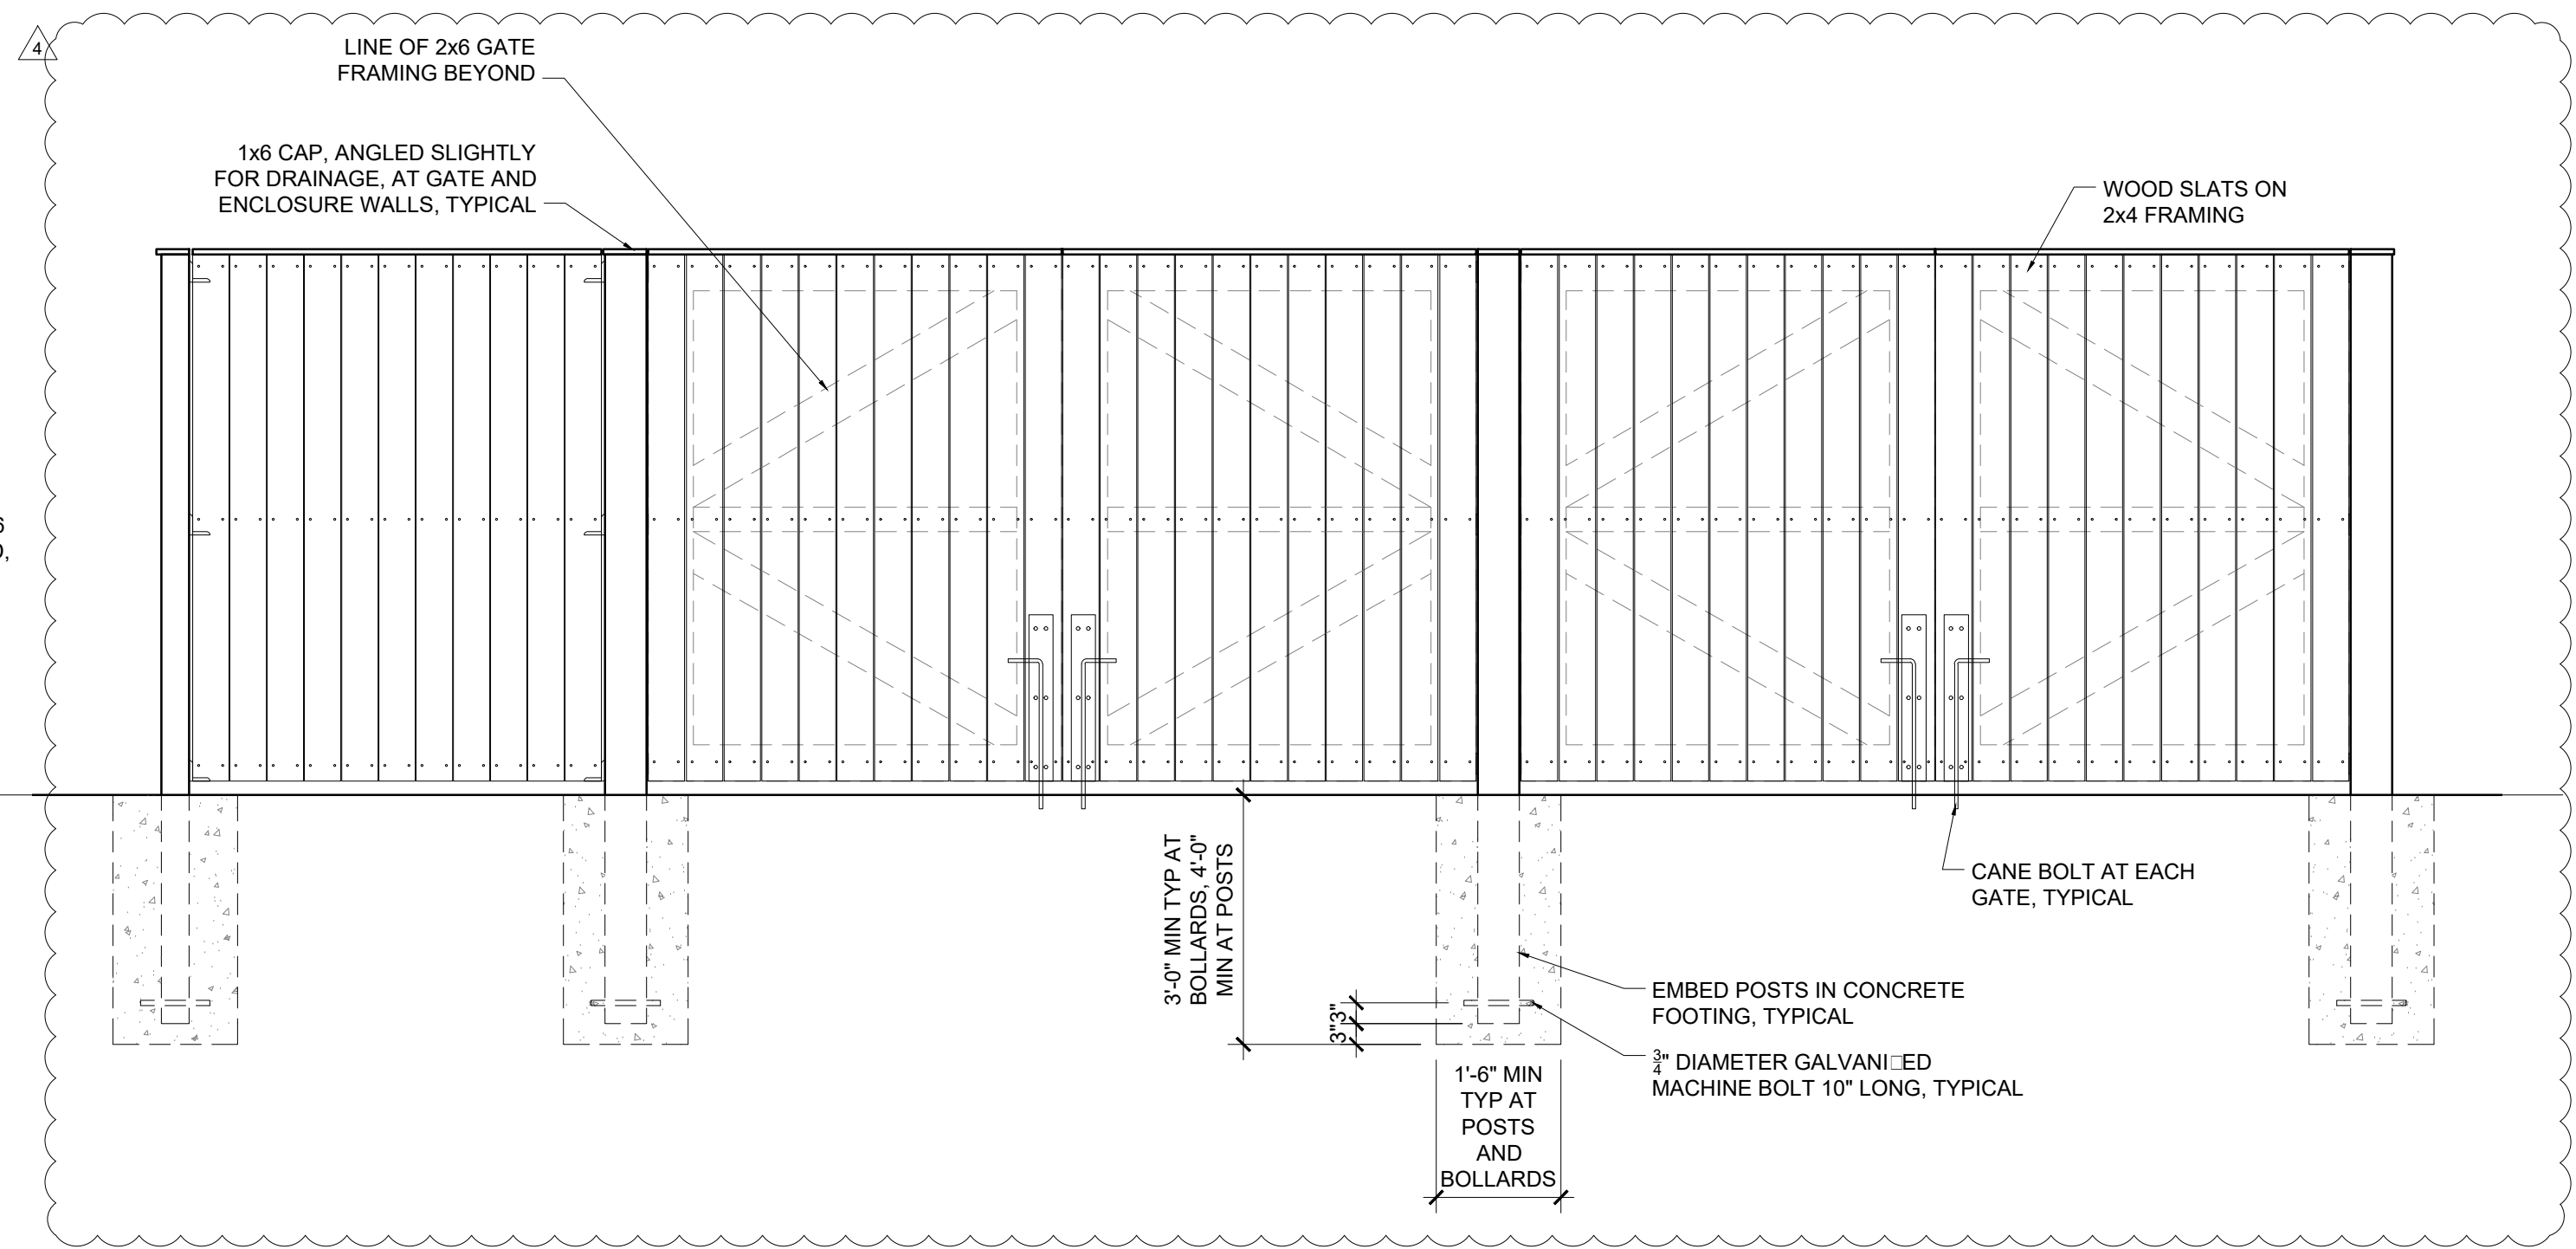 4
LINE OF 2x6 GATE
FRAMING BEYOND
1x6 CAP, ANGLED SLIGHTLY
FOR DRAINAGE, AT GATE AND
ENCLOSURE WALLS, TYPICAL
WOOD SLATS ON
2x4 FRAMING
3'-0" MIN TYP AT
BOLLARDS, 4'-0"
MIN AT POSTS
3"
3"
CANE BOLT AT EACH
GATE, TYPICAL
EMBED POSTS IN CONCRETE
FOOTING, TYPICAL
3/4" DIAMETER GALVANI□ED
MACHINE BOLT 10" LONG, TYPICAL
1'-6" MIN
TYP AT
POSTS
AND
BOLLARDS